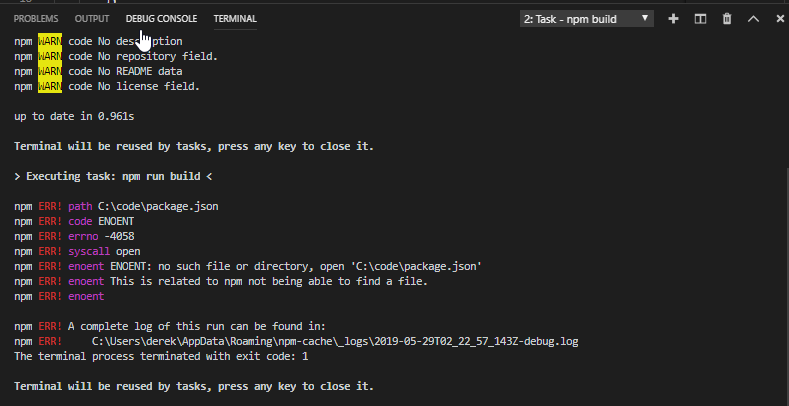 PROBLEMS OUTPUT DEBUG CONSOLE TERMINAL 2: Task - npm build
npm WARN code No description
npm WARN code No repository field.
npm WARN code No README data
npm WARN code No license field.
up to date in 0.961s
Terminal will be reused by tasks, press any key to close it.
> Executing task: npm run build <
npm ERR! path C:\code\package.json
npm ERR! code ENOENT
npm ERR! errno -4058
npm ERR! syscall open
npm ERR! enoent ENOENT: no such file or directory, open 'C:\code\package.json'
npm ERR! enoent This is related to npm not being able to find a file.
npm ERR! enoent
npm ERR! A complete log of this run can be found in:
npm ERR!     C:\Users\derek\AppData\Roaming\npm-cache\_logs\2019-05-29T02_22_57_143Z-debug.log
The terminal process terminated with exit code: 1
Terminal will be reused by tasks, press any key to close it.